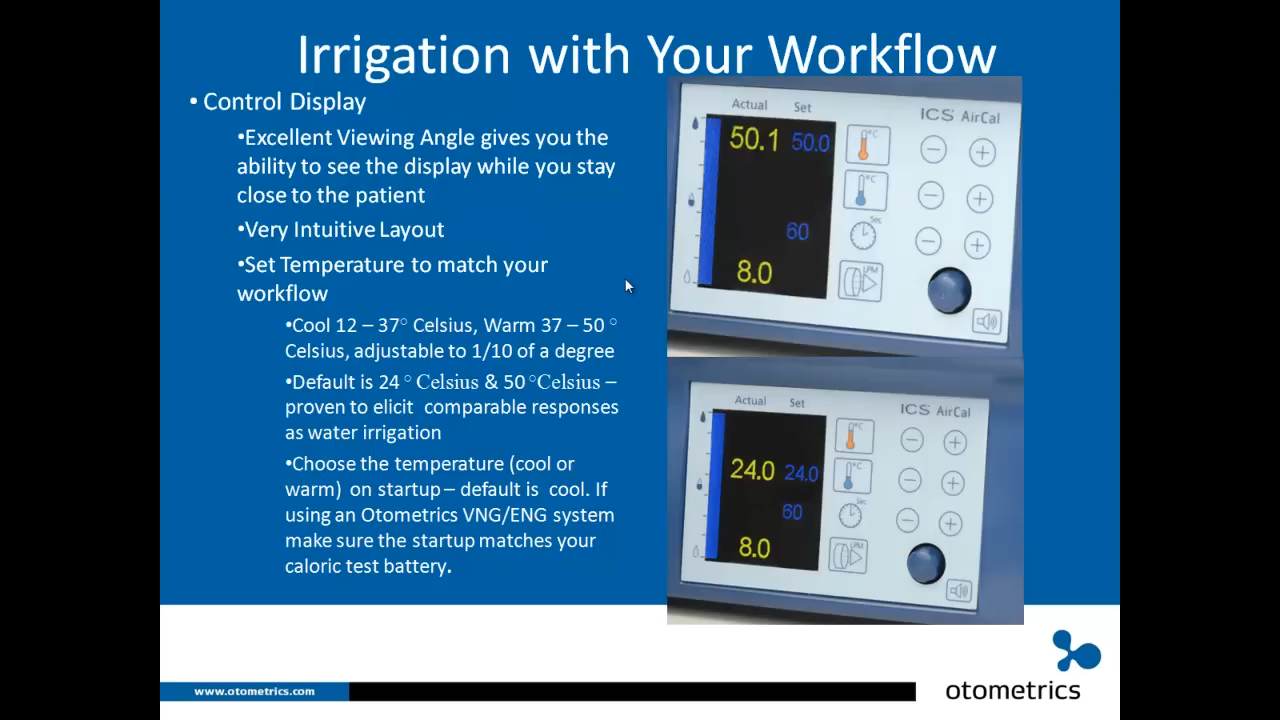 Irrigation with Your Workflow
• Control Display
•Excellent Viewing Angle gives you the
ability to see the display while you stay
close to the patient
•Very Intuitive Layout
•Set Temperature to match your
workflow
•Cool 12 – 37° Celsius, Warm 37 – 50 °
Celsius, adjustable to 1/10 of a degree
•Default is 24 ° Celsius & 50 °Celsius –
proven to elicit comparable responses
as water irrigation
•Choose the temperature (cool or
warm) on startup – default is cool. If
using an Otometrics VNG/ENG system
make sure the startup matches your
caloric test battery.
Actual Set
ICS AirCal
50.1 50.0
°C
°C
Sec
60
LPM
8.0
Actual Set
ICS AirCal
°C
24.0 24.0
°C
Sec
60
LPM
8.0
www.otometrics.com
otometrics